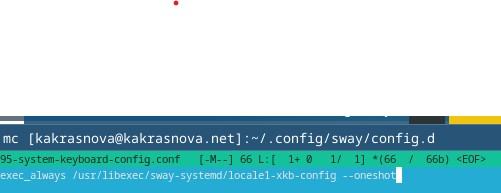 mc [kakrasnova@kakrasnova.net]:~/.config/sway/config.d
95-system-keyboard-config.conf [-M--] 66 L:[ 1+ 0 1/ 1] *(66 / 66b) <EOF>
exec_always /usr/libexec/sway-systemd/locale1-xkb-config --oneshot